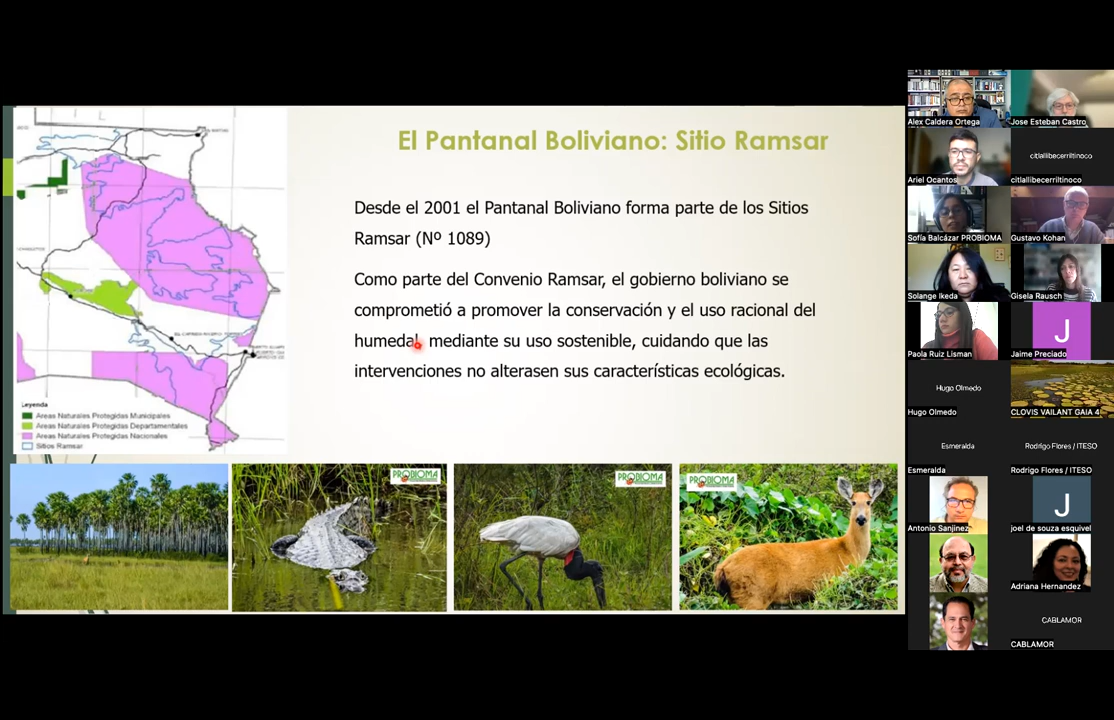 El Pantanal Boliviano: Sitio Ramsar
Desde el 2001 el Pantanal Boliviano forma parte de los Sitios
Ramsar (Nº 1089)
Como parte del Convenio Ramsar, el gobierno boliviano se
comprometió a promover la conservación y el uso racional del
humedal, mediante su uso sostenible, cuidando que las
intervenciones no alterasen sus características ecológicas.
Leyenda
Areas Naturales Protegidas Municipales
Areas Naturales Protegidas Departamentales
Areas Naturales Protegidas Nacionales
Sitios Ramsar
PROBIOMA
PROBIOMA
PROBIOMA
Alex Caldera Ortega
Jose Esteban Castro
citlallibecerriltinoco
Ariel Ocantos
citlallibecerriltinoco
Sofía Balcázar PROBIOMA
Gustavo Kohan
Solange Ikeda
Gisela Rausch
J
Paola Ruiz Lisman
Jaime Preciado
Hugo Olmedo
Hugo Olmedo
CLOVIS VAILANT GAIA 4
Esmeralda
Rodrigo Flores / ITESO
Esmeralda
Rodrigo Flores / ITESO
J
Antonio Sanjinez
joel de souza esquivel
Adriana Hernandez
CABLAMOR
CABLAMOR